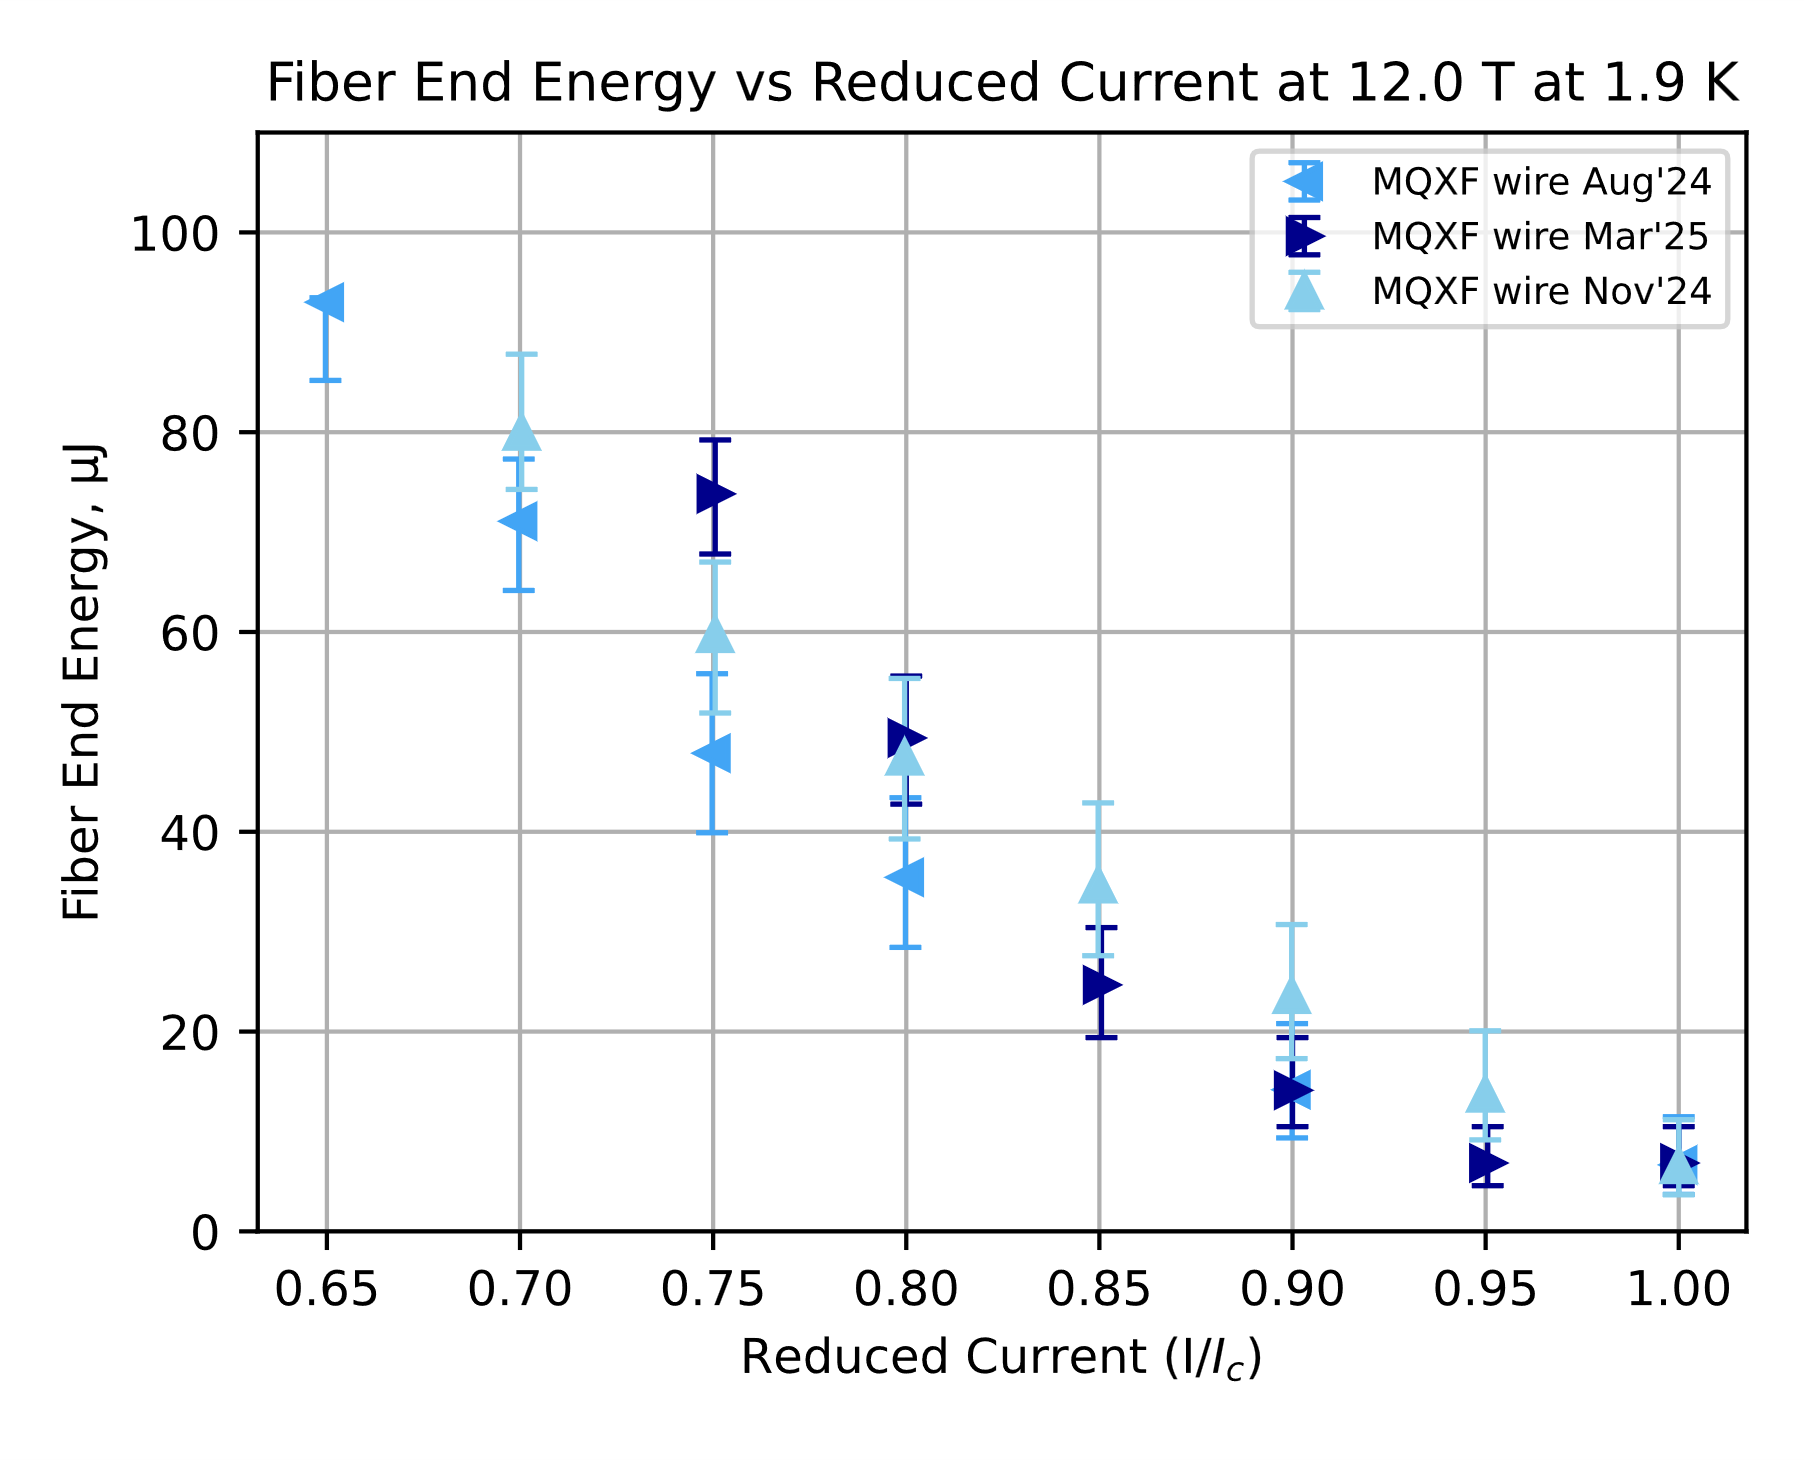 Fiber End Energy vs Reduced Current at 12.0 T at 1.9 K
MQXF wire Aug'24
MQXF wire Mar'25
MQXF wire Nov'24
Fiber End Energy, μJ
100
80
60
40
20
0
0.65 0.70 0.75 0.80 0.85 0.90 0.95 1.00
Reduced Current (I/I_c)